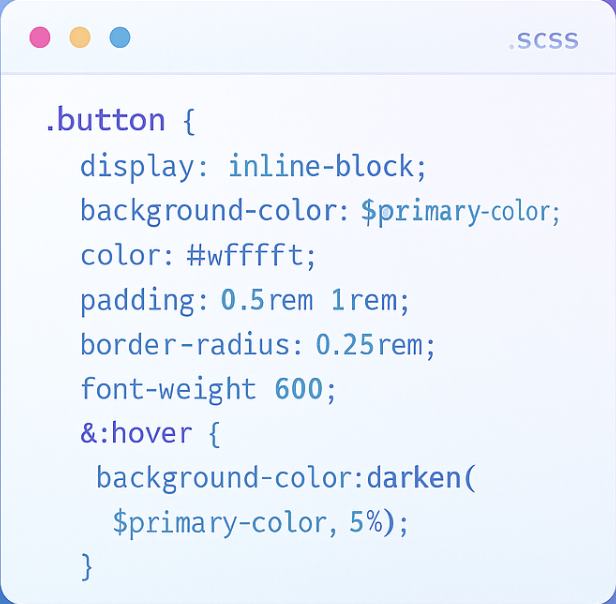 .scss
.button {
display: inline-block;
background-color: $primary-color;
color: #wfffft;
padding: 0.5rem 1rem;
border-radius: 0.25rem;
font-weight 600;
&:hover {
background-color:darken(
$primary-color, 5%);
}